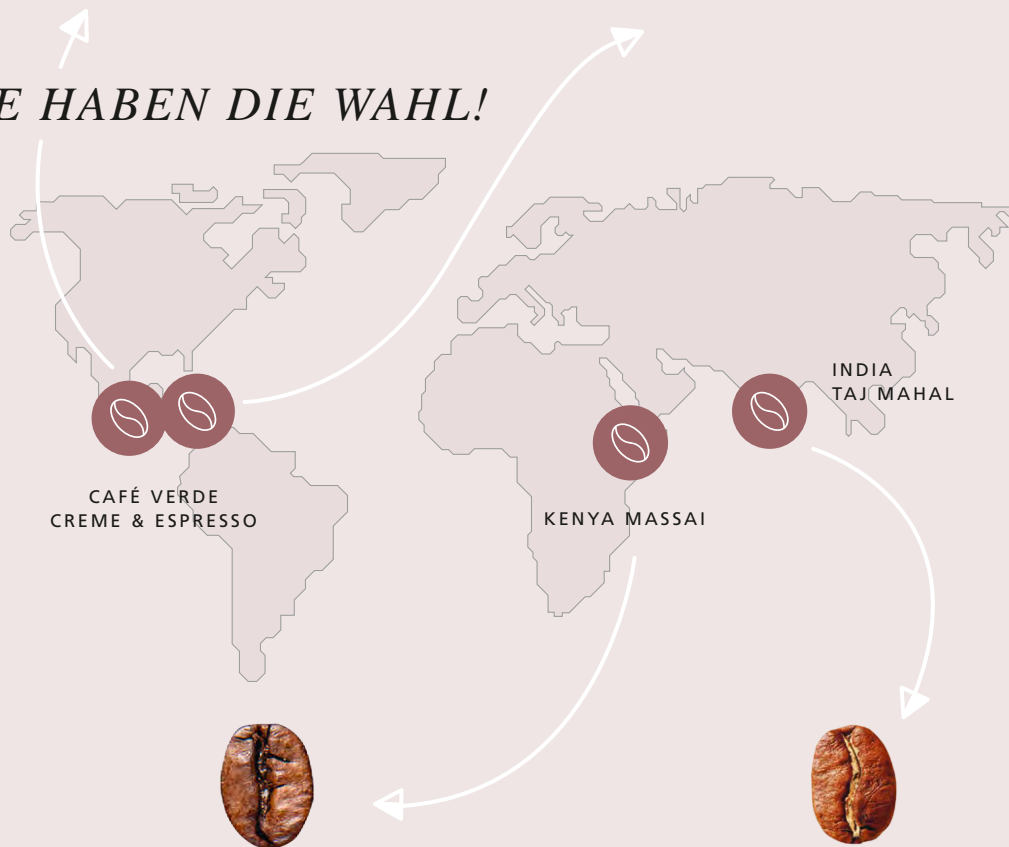 E HABEN DIE WAHL!
INDIA
TAJ MAHAL
CAFÉ VERDE
CREME & ESPRESSO
KENYA MASSAI